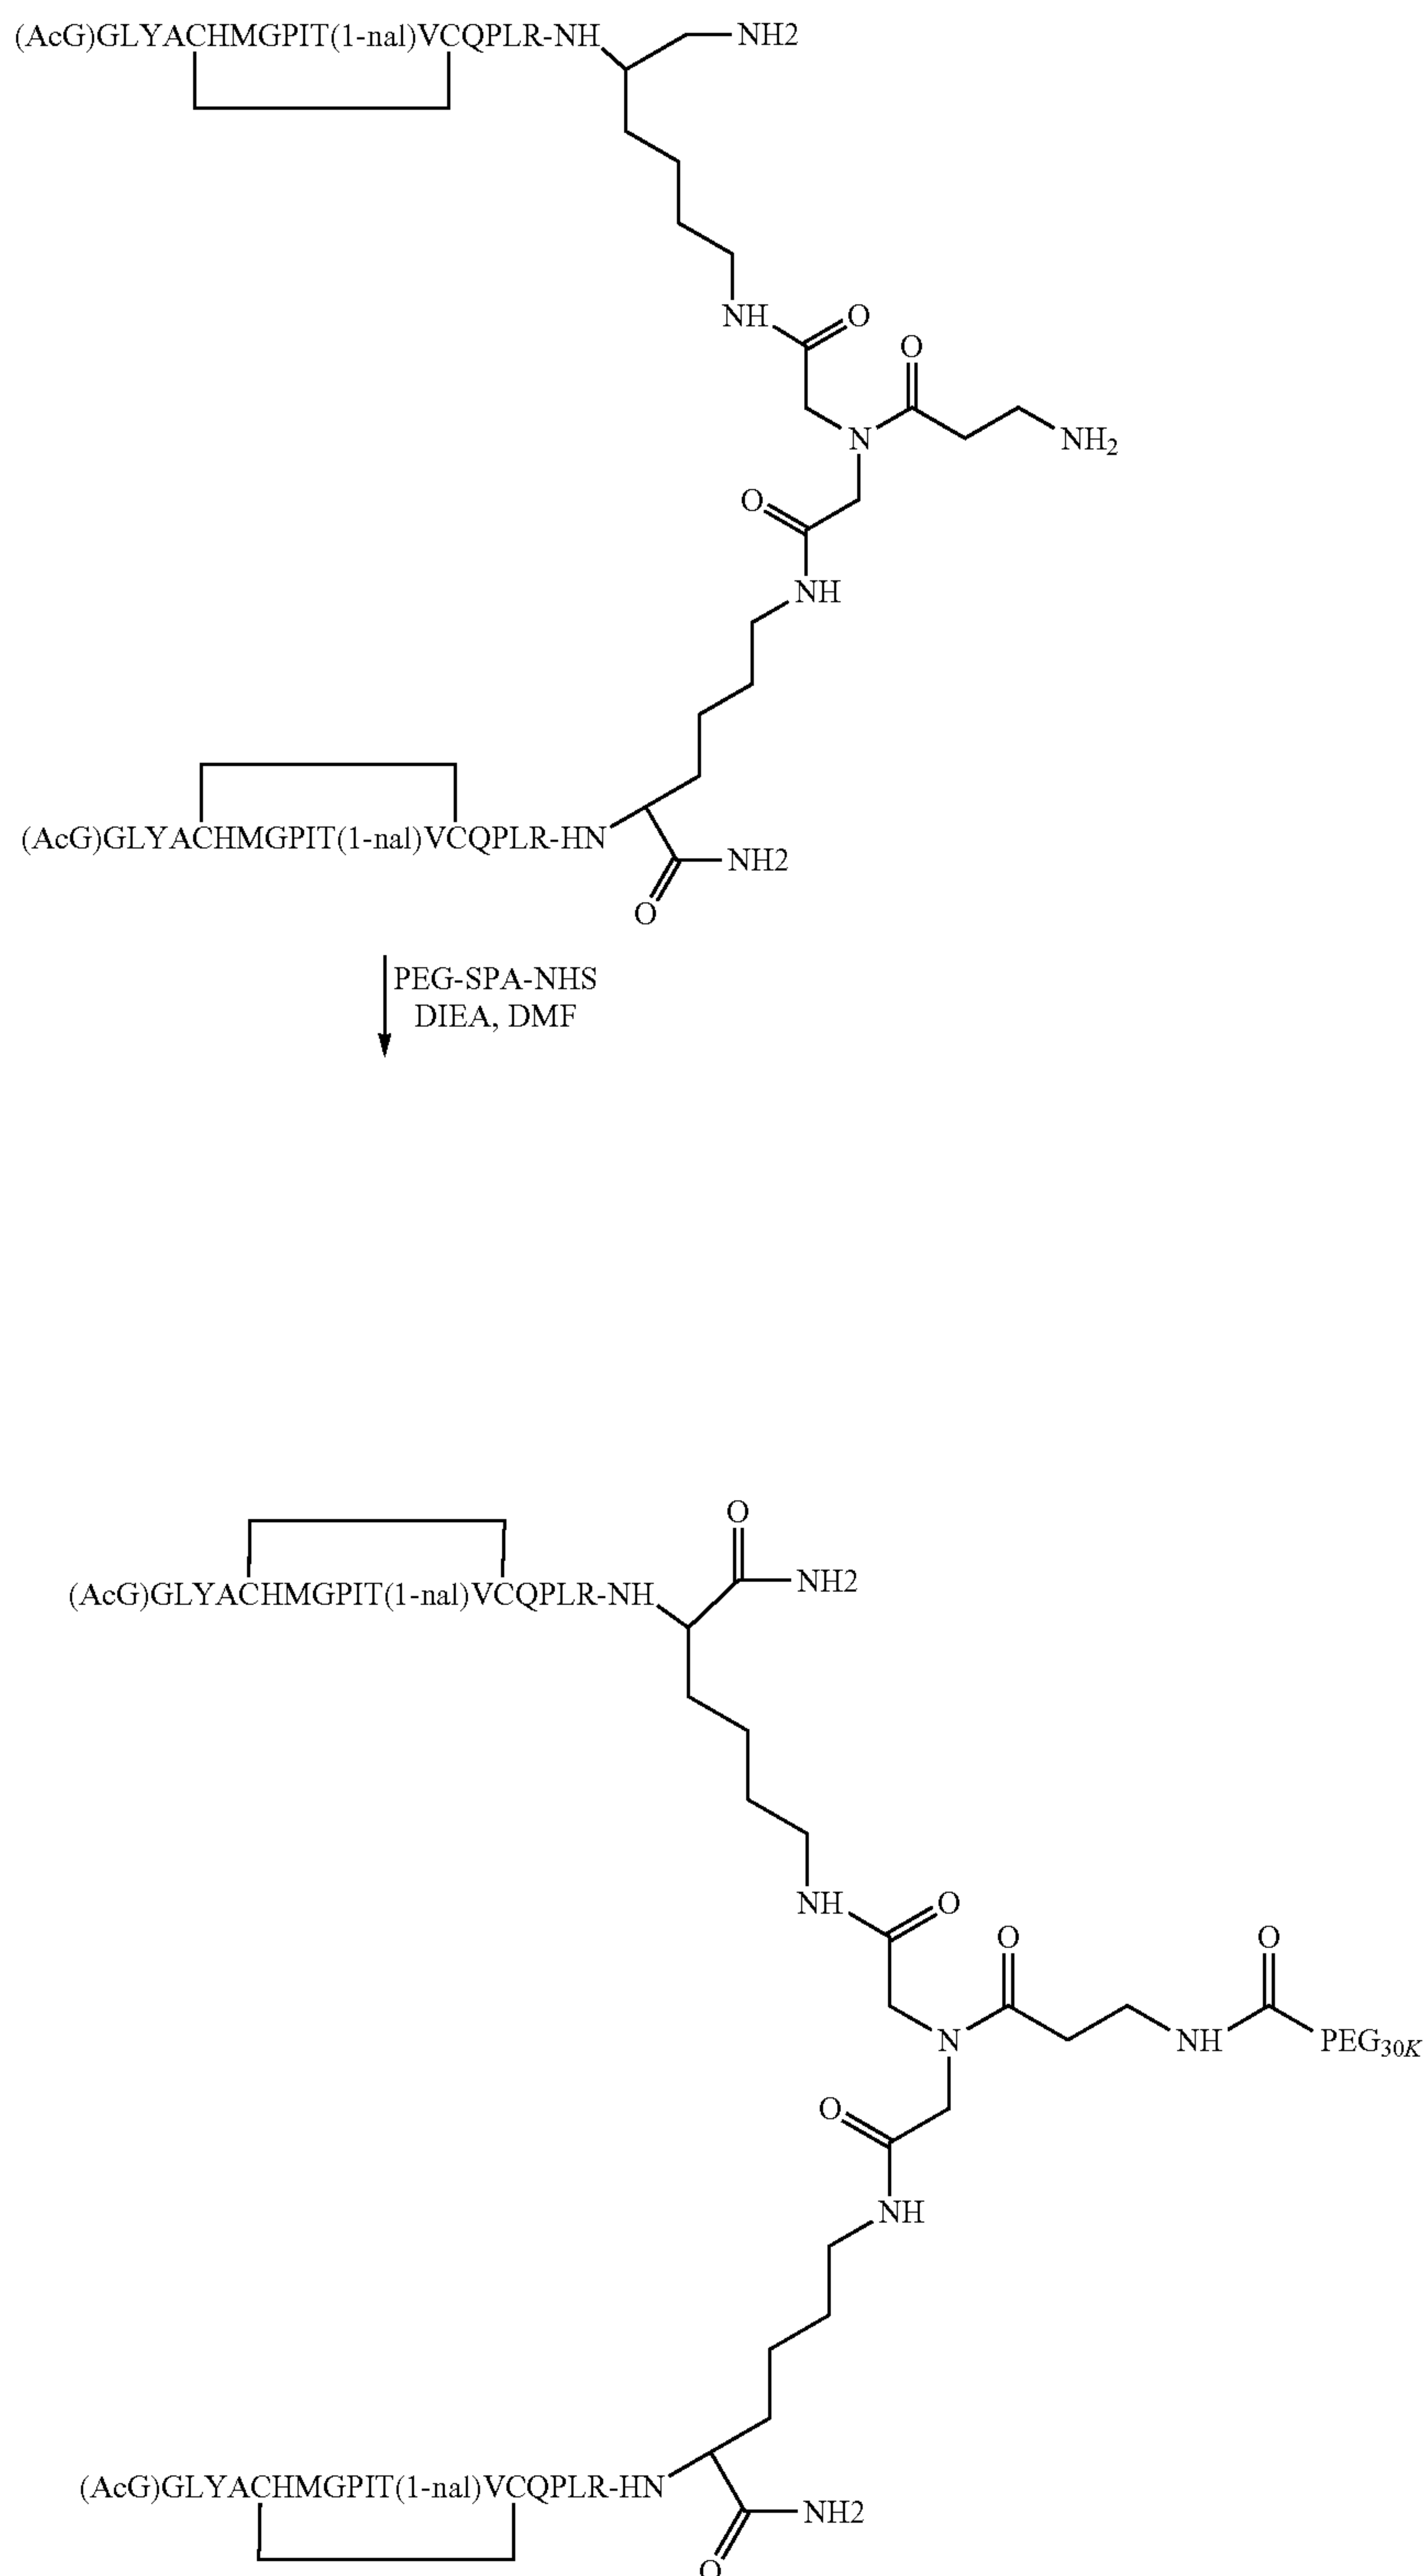 (AcG)GLYACHMGPIT(1-nal)VCQPLR-NH
NH2
NH
O
O
N
NH2
O
NH
(AcG)GLYACHMGPIT(1-nal)VCQPLR-HN
NH2
O
PEG-SPA-NHS
DIEA, DMF
O
(AcG)GLYACHMGPIT(1-nal)VCQPLR-NH
NH2
NH
O
O
O
N
NH
PEG30K
O
NH
(AcG)GLYACHMGPIT(1-nal)VCQPLR-HN
NH2
O